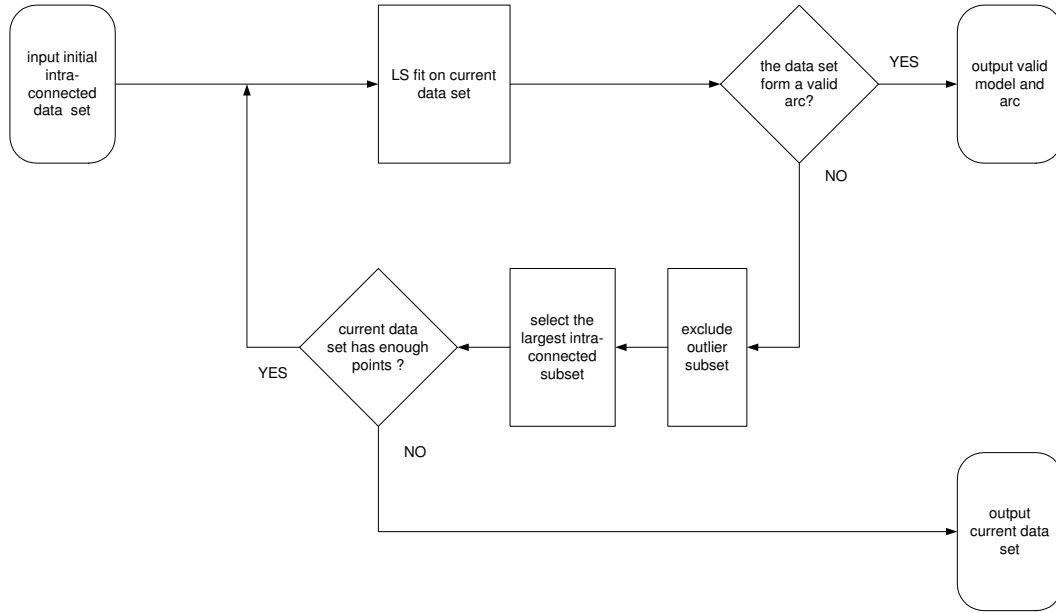 input initial
intra-
connected
data set
LS fit on current
data set
the data set
form a valid
arc?
YES
output valid
model and
arc
NO
current data
set has enough
points ?
select the
largest intra-
connected
subset
exclude
outlier
subset
YES
NO
output
current data
set